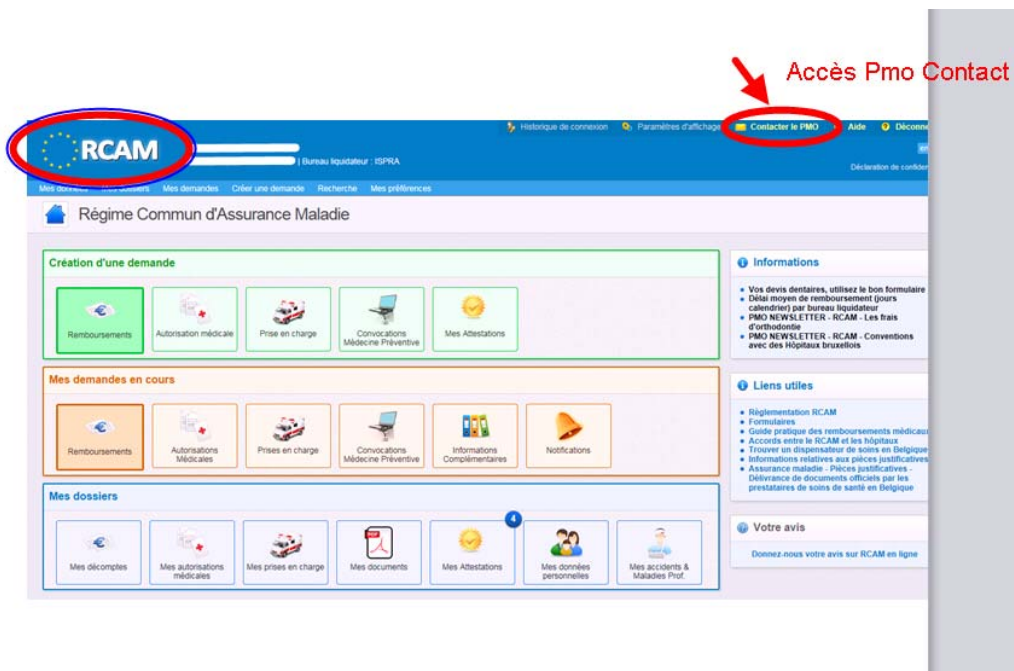 Accès Pmo Contact
Historique de connexion Paramètres d'affichage Contacter le PMO Aide Déconne
RCAM
| Bureau liquidateur : ISPRA
en
Déclaration de confiden
Mes données Mes dossiers Mes demandes Créer une demande Recherche Mes préférences
Régime Commun d'Assurance Maladie
Création d'une demande
Remboursements
Autorisation médicale
Prise en charge
Convocations
Médecine Préventive
Mes Attestations
Mes demandes en cours
Remboursements
Autorisations
Médicales
Prises en charge
Convocations
Médecine Préventive
Informations
Complémentaires
Notifications
Mes dossiers
4
Mes décomptes
Mes autorisations
médicales
Mes prises en charge
PDF
Mes documents
Mes Attestations
Mes données
personnelles
Mes accidents &
Maladies Prof.
Informations
Vos devis dentaires, utilisez le bon formulaire
Délai moyen de remboursement (jours
calendrier) par bureau liquidateur
PMO NEWSLETTER - RCAM - Les frais
d'orthodontie
PMO NEWSLETTER - RCAM - Conventions
avec des Hôpitaux bruxellois
Liens utiles
Réglementation RCAM
Formulaires
Guide pratique des remboursements médicaux
Accords entre le RCAM et les hôpitaux
Trouver un dispensateur de soins en Belgique
Informations relatives aux pièces justificatives
Assurance maladie - Pièces justificatives -
Délivrance de documents officiels par les
prestataires de soins de santé en Belgique
Votre avis
Donnez-nous votre avis sur RCAM en ligne